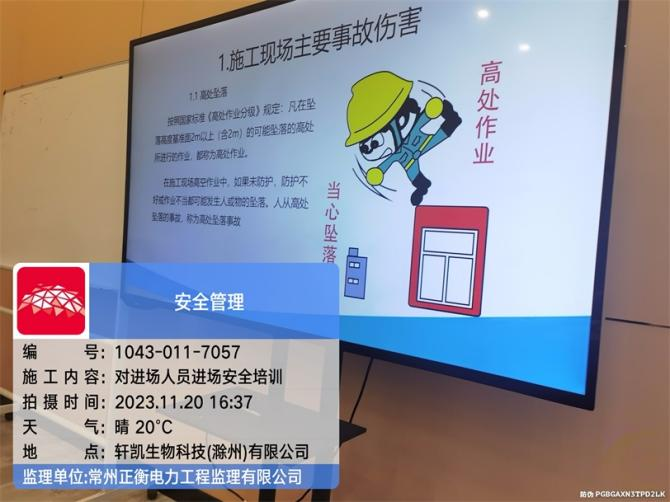 1.施工现场主要事故伤害
1.1 高处坠落
按照国家标准《高处作业分级》规定：凡在坠
落高度基准面2m以上（含2m）的可能坠落的高处
所进行的作业，都称为高处作业。
在施工现场高空作业中，如果未防护，防护不
好或作业不当都可能发生人或物的坠落。人从高处
坠落的事故，称为高处坠落事故
高处作业
当心坠落
安全管理
编 号：1043-011-7057
施工内容：对进场人员进场安全培训
拍摄时间：2023.11.20 16:37
天 气：晴 20°C
地 点：轩凯生物科技(滁州)有限公司
监理单位:常州正衡电力工程监理有限公司
防伪 PGBGAXN3TPD2LK